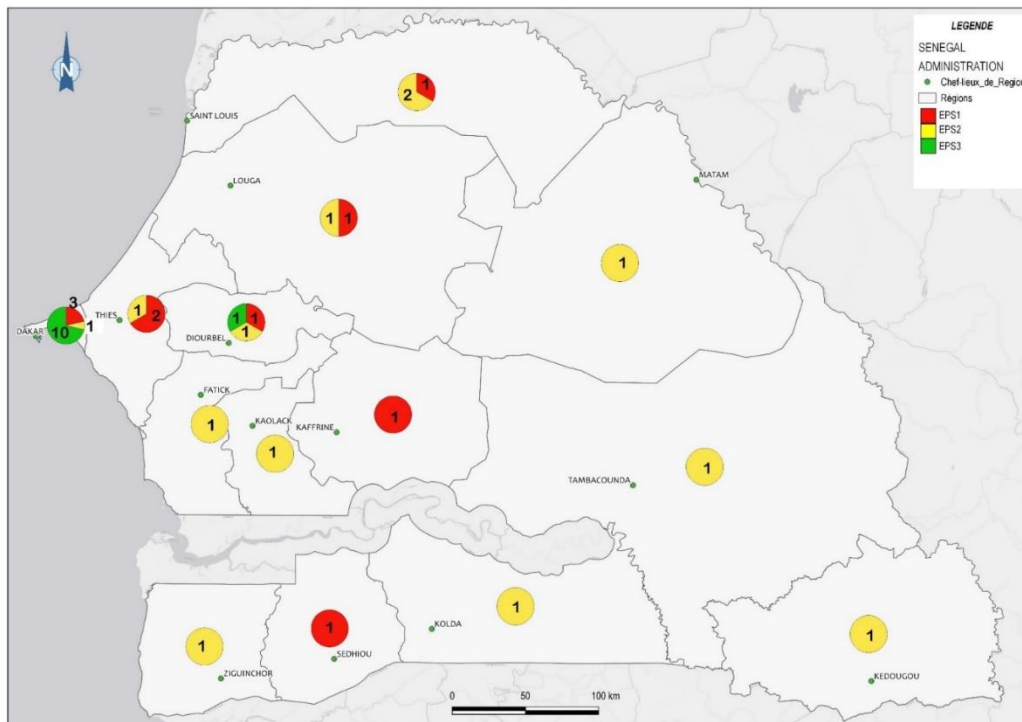 LEGENDE
SENEGAL
ADMINISTRATION
Chef-lieux_de_Region
Régions
EPS1
EPS2
EPS3
N
1
2
SAINT LOUIS
LOUGA
MATAM
1 1
1
3
10
1
DAKAR
THIES
1
2
1 1
1
DIOURBEL
FATICK
1
KAOLACK
1
KAFFRINE
1
1
TAMBACOUNDA
1
ZIGUINCHOR
1
SEDHIOU
KOLDA
1
1
KEDOUGOU
0 50 100 km